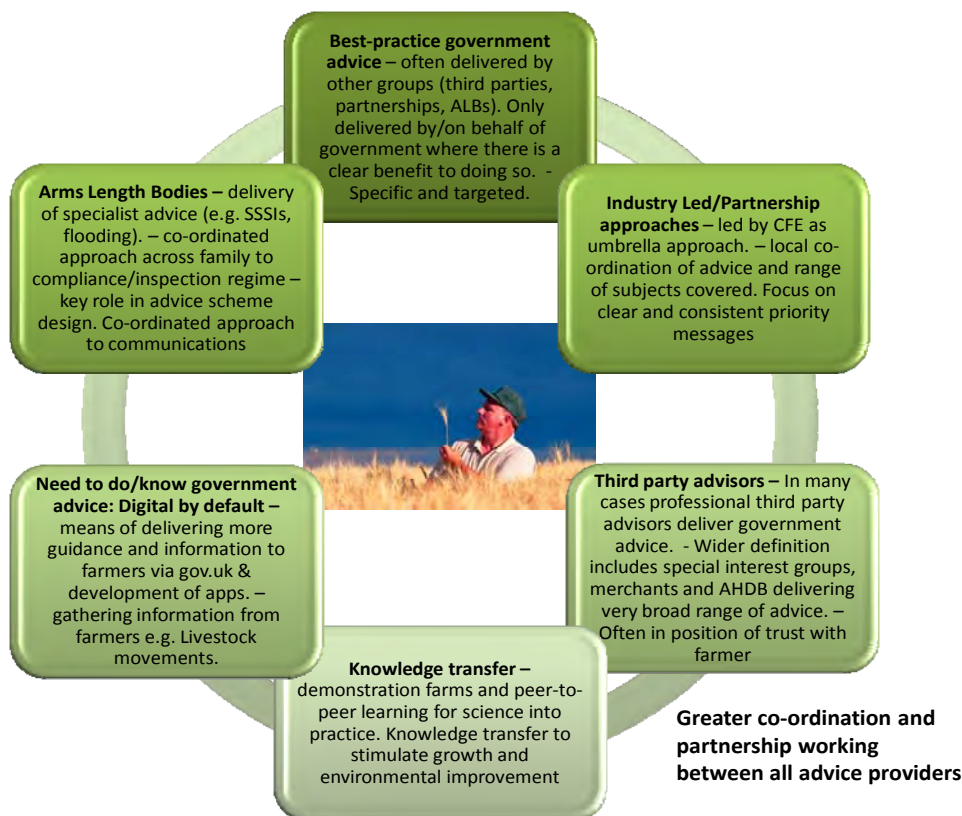 Best-practice government
advice – often delivered by
other groups (third parties,
partnerships, ALBs). Only
delivered by/on behalf of
government where there is a
clear benefit to doing so.  -
Specific and targeted.
Industry Led/Partnership
approaches – led by CFE as
umbrella approach. – local co-
ordination of advice and range
of subjects covered. Focus on
clear and consistent priority
messages
Third party advisors – In many
cases professional third party
advisors deliver government
advice.  - Wider definition
includes special interest groups,
merchants and AHDB delivering
very broad range of advice. –
Often in position of trust with
farmer
Knowledge transfer –
demonstration farms and peer-to-
peer learning for science into
practice. Knowledge transfer to
stimulate growth and
environmental improvement
Need to do/know government
advice: Digital by default –
means of delivering more
guidance and information to
farmers via gov.uk &
development of apps. –
gathering information from
farmers e.g. Livestock
movements.
Arms Length Bodies – delivery
of specialist advice (e.g. SSSIs,
flooding). – co-ordinated
approach across family to
compliance/inspection regime –
key role in advice scheme
design. Co-ordinated approach
to communications
Greater co-ordination and
partnership working
between all advice providers